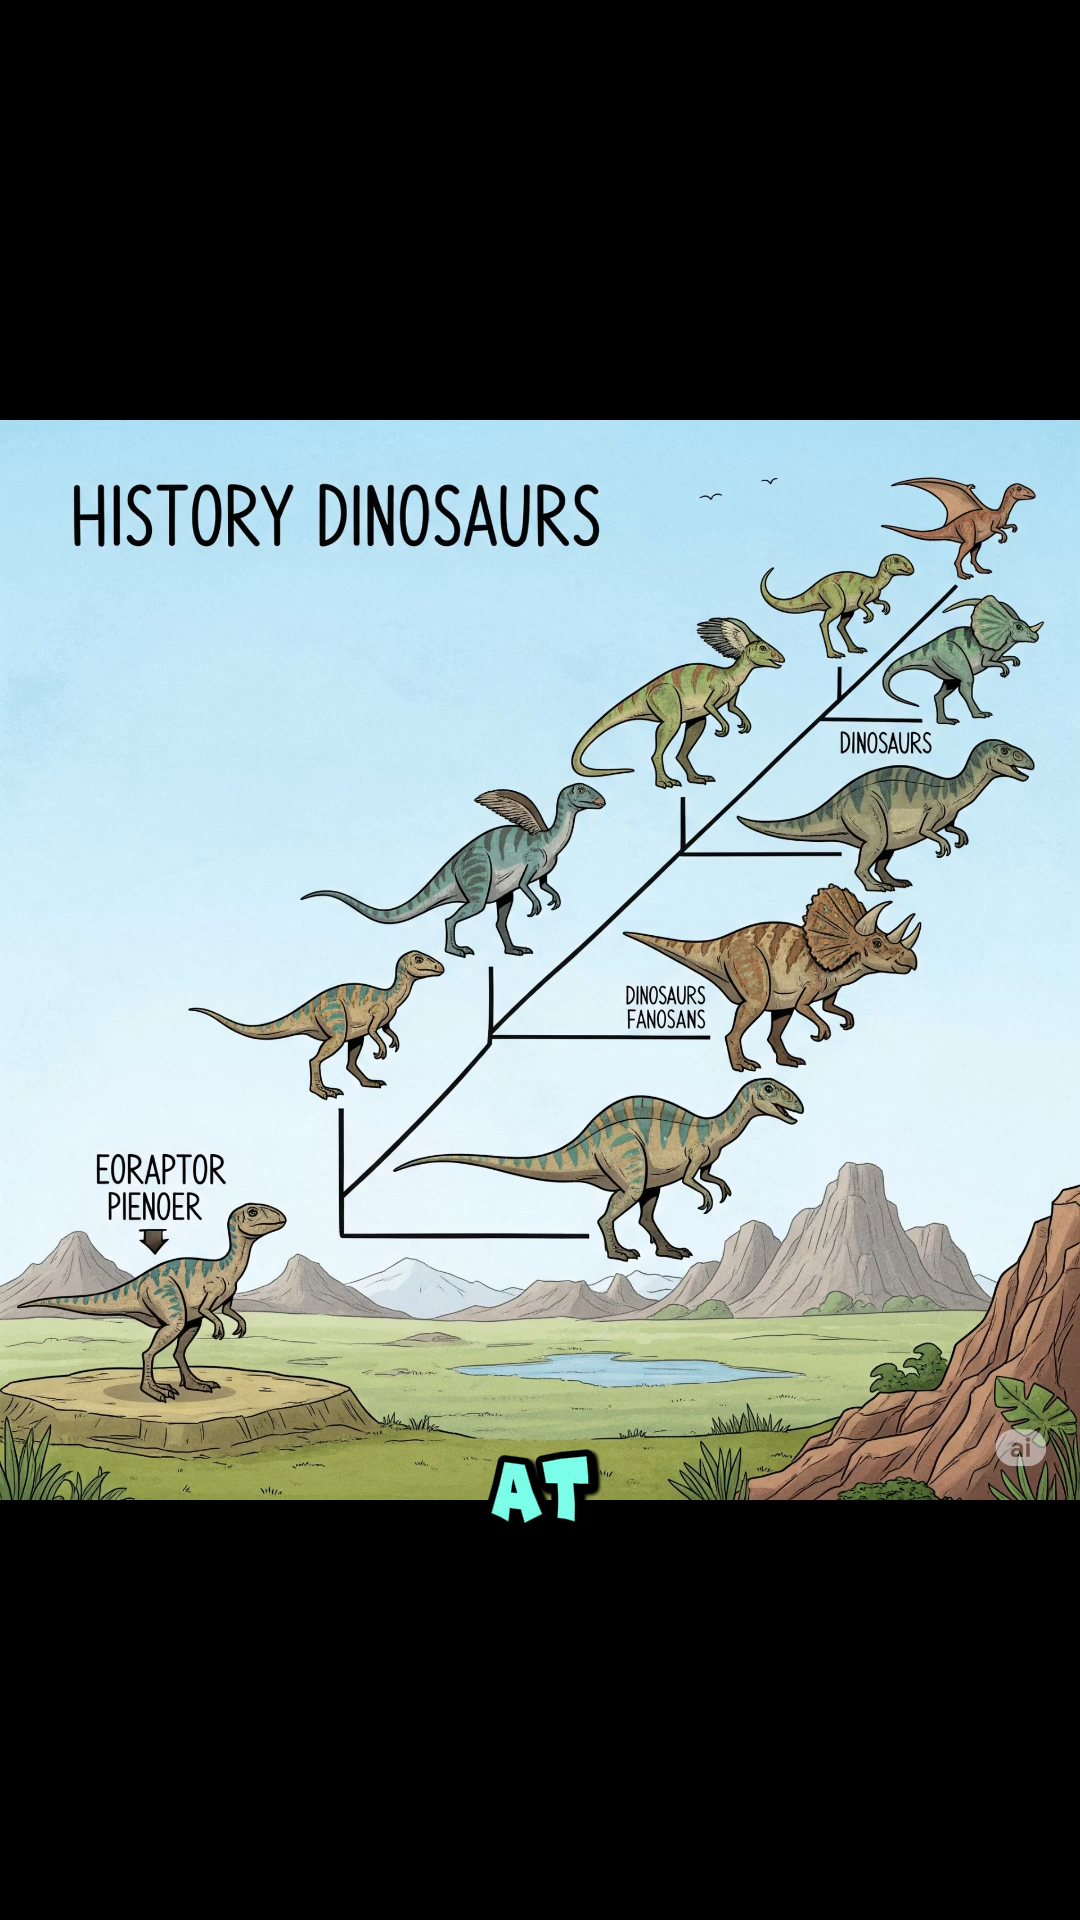 HISTORY DINOSAURS
DINOSAURS
DINOSAURS
FANOSANS
EORAPTOR
PIENOER
ai
AT